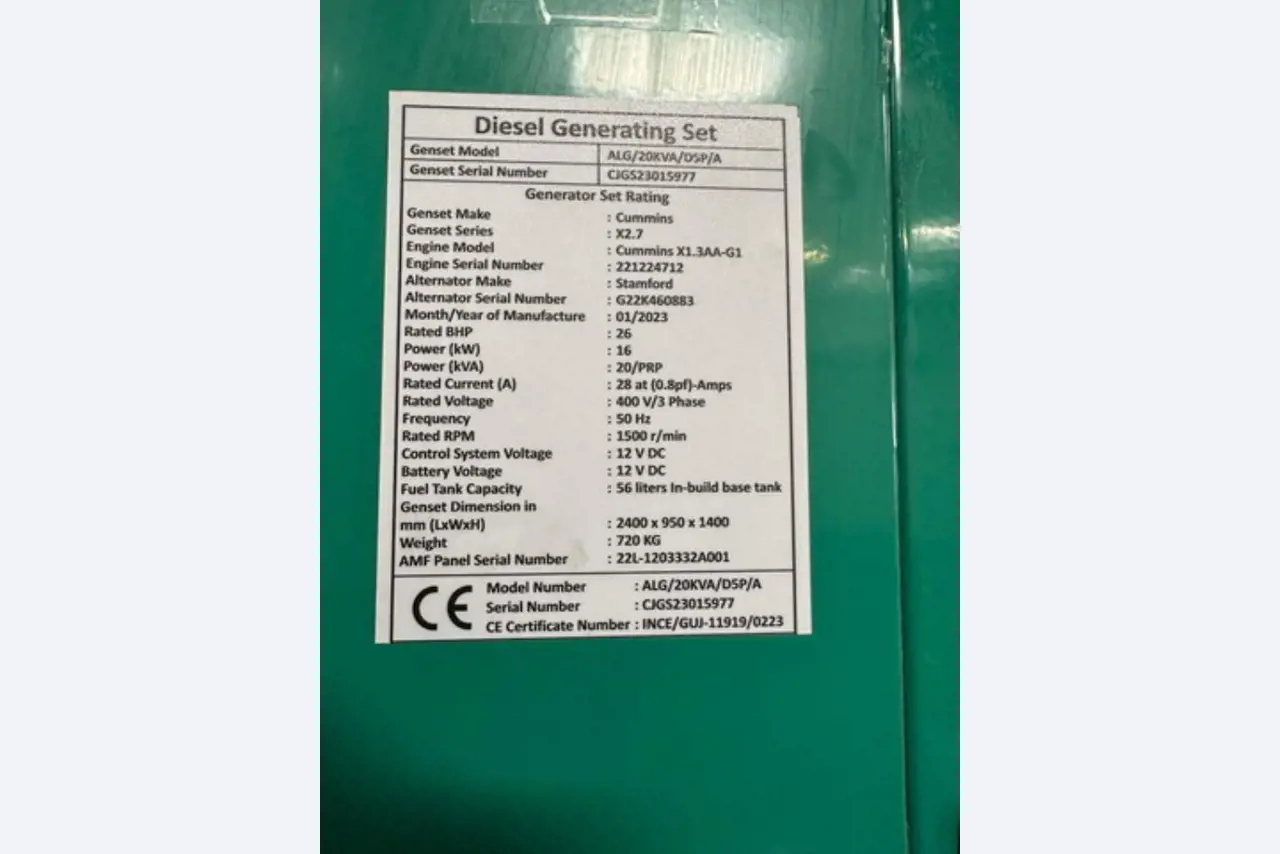 Diesel Generating Set
Genset Model ALG/20KVA/D5P/A
Genset Serial Number CJGS23015977
Generator Set Rating
Genset Make : Cummins
Genset Series : X2.7
Engine Model : Cummins X1.3AA-G1
Engine Serial Number : 221224712
Alternator Make : Stamford
Alternator Serial Number : G22K460883
Month/Year of Manufacture : 01/2023
Rated BHP : 26
Power (kW) : 16
Power (kVA) : 20/PRP
Rated Current (A) : 28 at (0.8pf)-Amps
Rated Voltage : 400 V/3 Phase
Frequency : 50 Hz
Rated RPM : 1500 r/min
Control System Voltage : 12 V DC
Battery Voltage : 12 V DC
Fuel Tank Capacity : 56 liters In-build base tank
Genset Dimension in
mm (LxWxH) : 2400 x 950 x 1400
Weight : 720 KG
AMF Panel Serial Number : 22L-1203332A001
CE
Model Number : ALG/20KVA/D5P/A
Serial Number : CJGS23015977
CE Certificate Number : INCE/GUJ-11919/0223